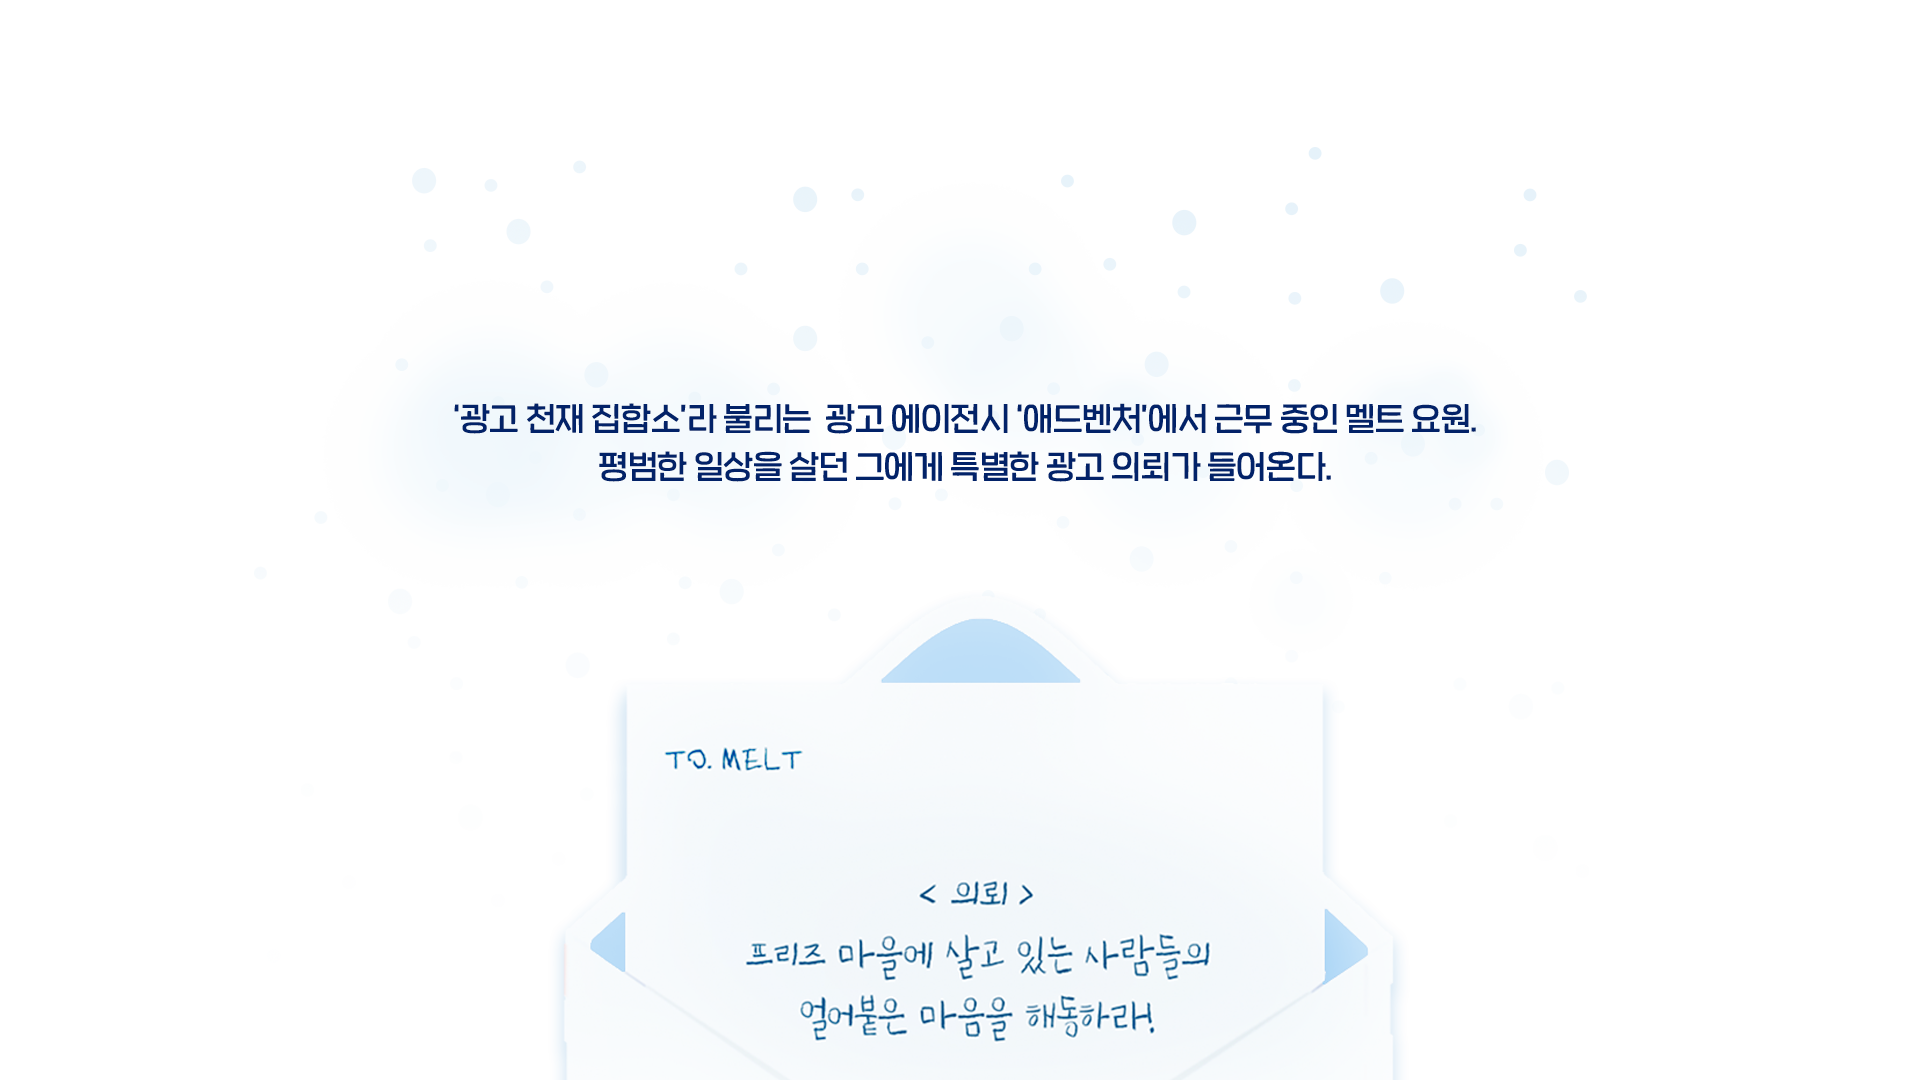 '광고 천재 집합소'라 불리는  광고 에이전시 '애드벤처'에서 근무 중인 멜트 요원.
평범한 일상을 살던 그에게 특별한 광고 의뢰가 들어온다.
TO. MELT
< 의뢰 >
프리즈 마을에 살고 있는 사람들의
얼어붙은 마음을 해동하라!